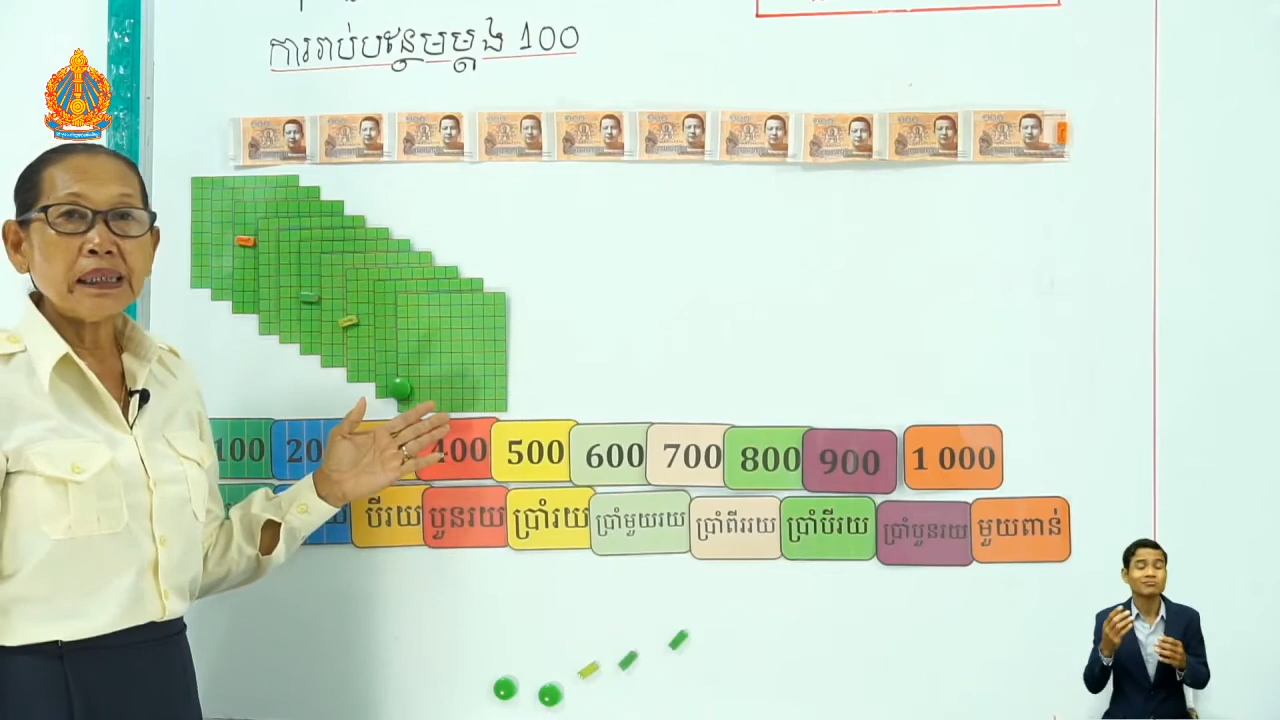 ការរាប់បន្ថែមម្តង 100
100 20 400 500 600 700 800 900 1 000
បីរយ បួនរយ ប្រាំរយ ប្រាំមួយរយ ប្រាំពីររយ ប្រាំបីរយ ប្រាំបួនរយ មួយពាន់